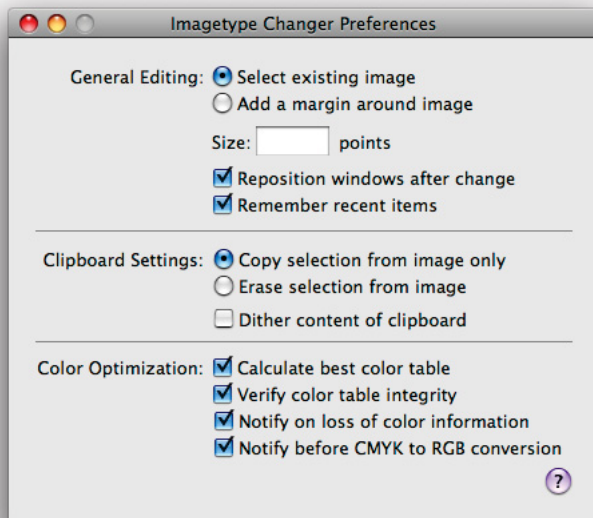 Imagetype Changer Preferences
General Editing: Select existing image
Add a margin around image
Size: points
Reposition windows after change
Remember recent items
Clipboard Settings: Copy selection from image only
Erase selection from image
Dither content of clipboard
Color Optimization: Calculate best color table
Verify color table integrity
Notify on loss of color information
Notify before CMYK to RGB conversion
?